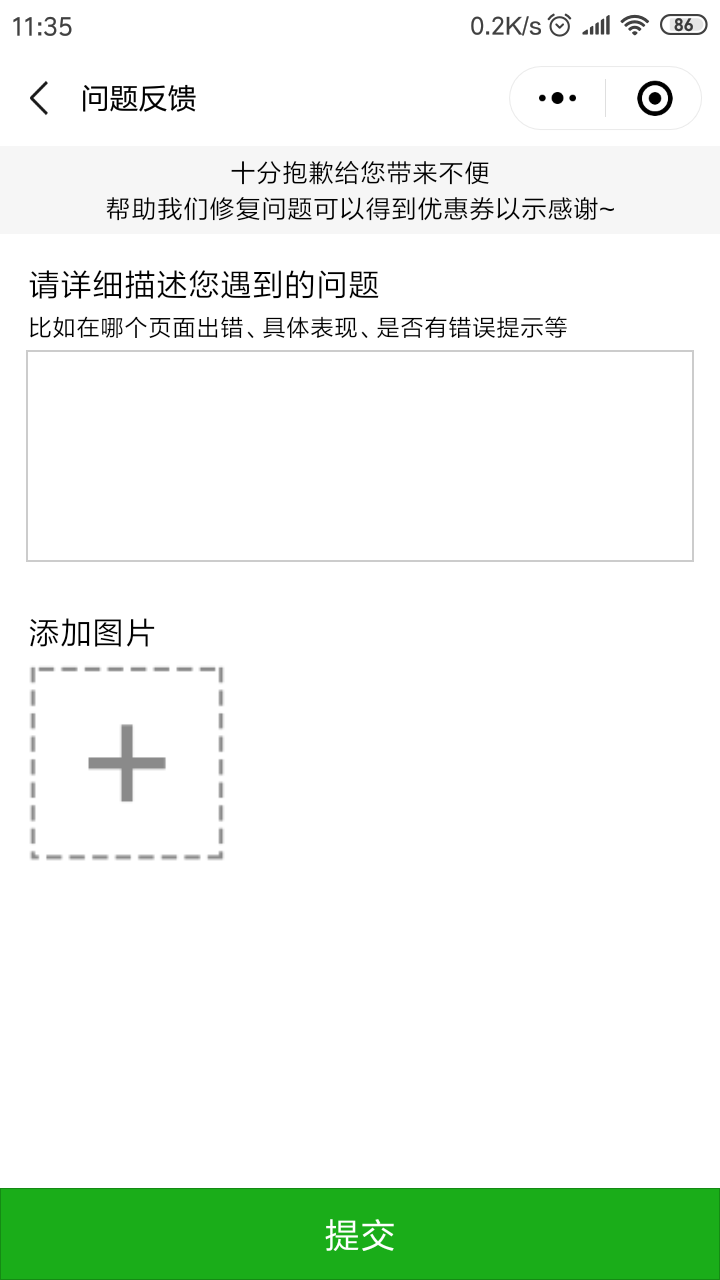 11:35
0.2K/s
86
问题反馈
十分抱歉给您带来不便
帮助我们修复问题可以得到优惠券以示感谢~
请详细描述您遇到的问题
比如在哪个页面出错、具体表现、是否有错误提示等
添加图片
提交